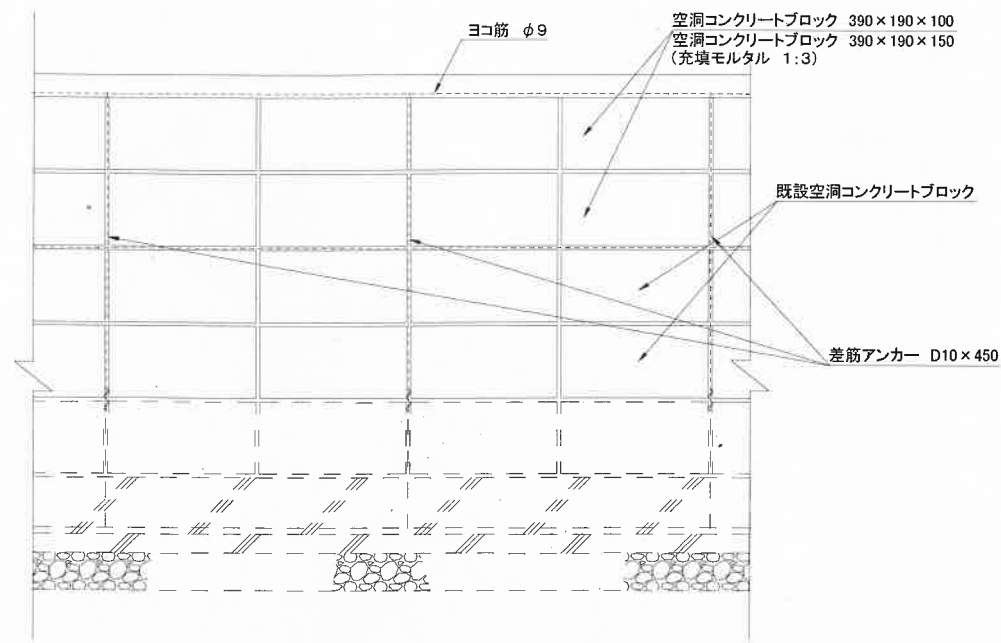 空洞コンクリートブロック 390×190×100
ヨコ筋 φ9
空洞コンクリートブロック 390×190×150
(充填モルタル 1:3)
既設空洞コンクリートブロック
差筋アンカー D10×450